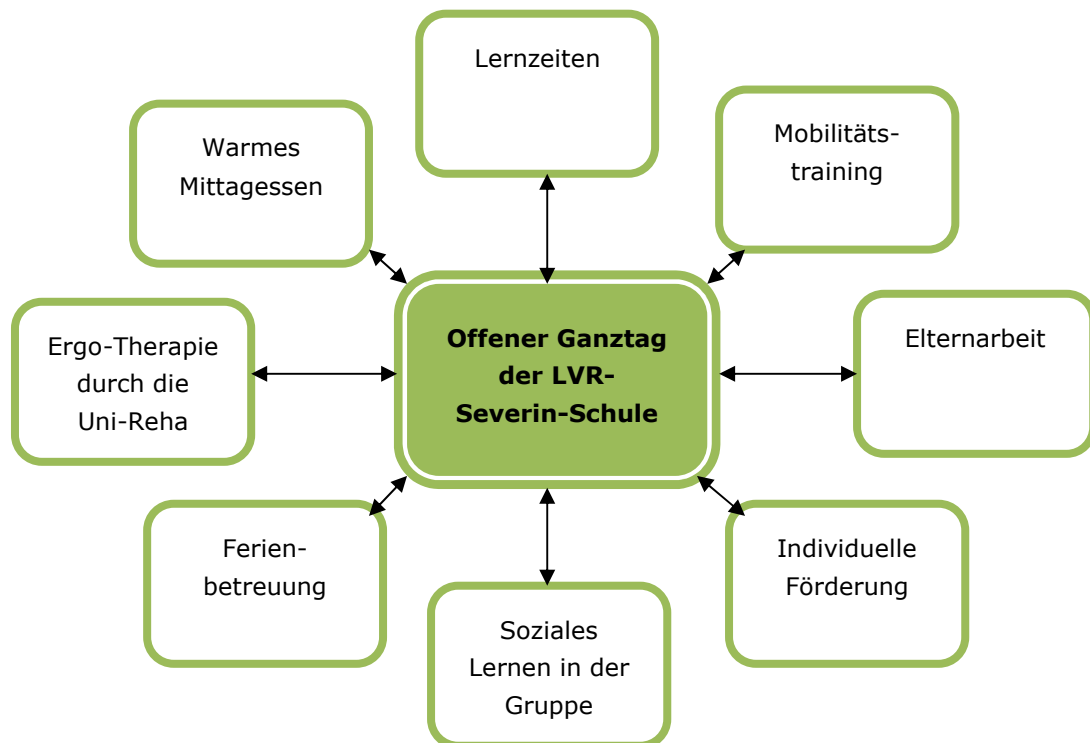 Lernzeiten
Warmes
Mittagessen
Mobilitäts-
training
Offener Ganztag
der LVR-
Severin-Schule
Ergo-Therapie
durch die
Uni-Reha
Elternarbeit
Ferien-
betreuung
Individuelle
Förderung
Soziales
Lernen in der
Gruppe